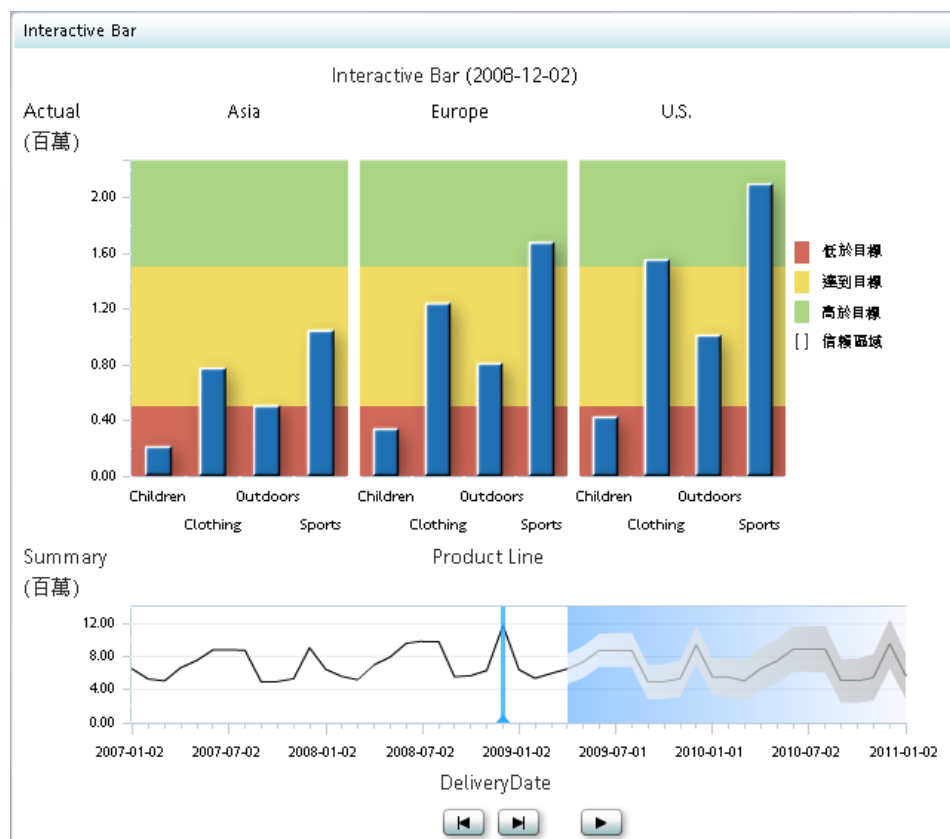 Interactive Bar
Interactive Bar (2008-12-02)
Actual
(百萬)
Asia
Europe
U.S.
2.00
1.60
1.20
0.80
0.40
0.00
低於目標
達到目標
高於目標
[ ] 信賴區域
Children
Outdoors
Children
Outdoors
Children
Outdoors
Clothing
Sports
Clothing
Sports
Clothing
Sports
Summary
(百萬)
Product Line
12.00
8.00
4.00
0.00
2007-01-02
2007-07-02
2008-01-02
2008-07-02
2009-01-02
2009-07-01
2010-01-01
2010-07-02
2011-01-02
DeliveryDate